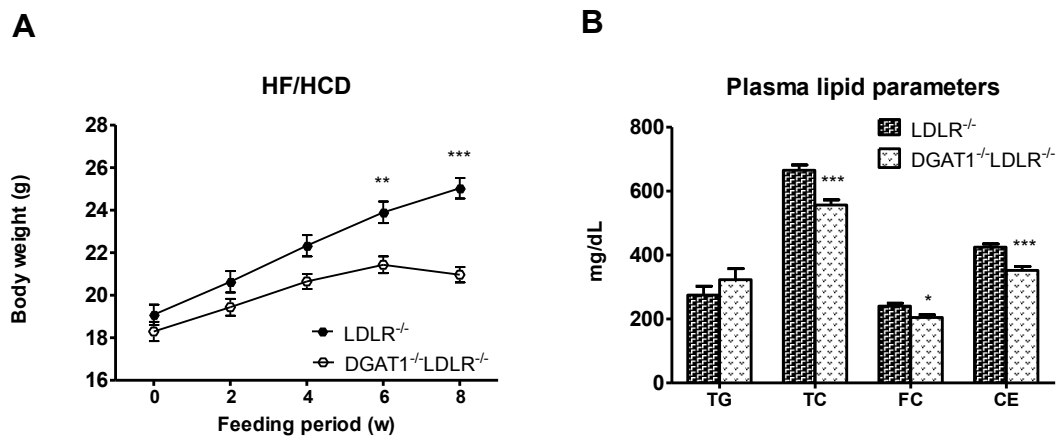 A
HF/HCD
28
26
24
22
20
18
16
Body weight (g)
**
***
LDLR-/-
DGAT1-/-LDLR-/-
0 2 4 6 8
Feeding period (w)
B
Plasma lipid parameters
LDLR-/-
DGAT1-/-LDLR-/-
800
600
400
200
0
mg/dL
***
*
***
TG TC FC CE